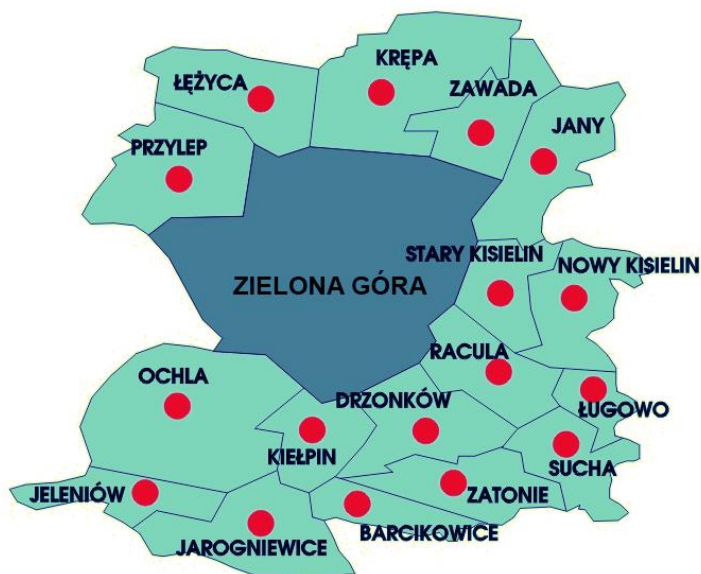 KRĘPA
ŁĘŻYCA
ZAWADA
JANY
PRZYLEP
STARY KISIELIN
NOWY KISIELIN
ZIELONA GÓRA
RACULA
OCHLA
DRZONKÓW
ŁUGOWO
KIEŁPIN
SUCHA
JELENIÓW
ZATONIE
BARCIKOWICE
JAROGNIEWICE